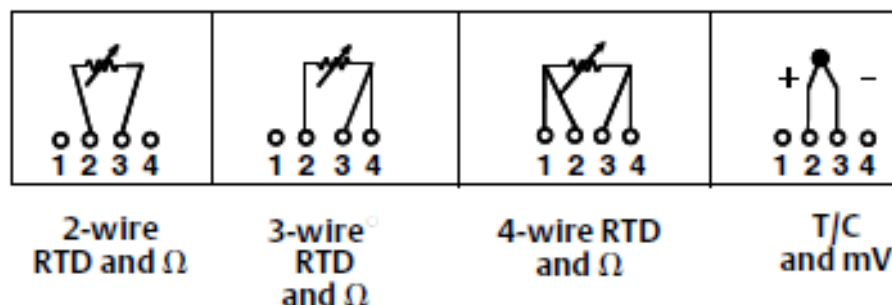 + -
1 2 3 4
1 2 3 4
1 2 3 4
1 2 3 4
2-wire
RTD and Ω
3-wire
RTD
and Ω
4-wire RTD
and Ω
T/C
and mV